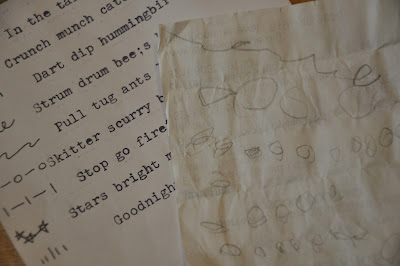 In the ta
Crunch munch cat
Dart dip hummingbi
Strum drum bee:s
Pull tug ants
Skitter scurry b
Stop go fire
Stars bright m
Goodnight